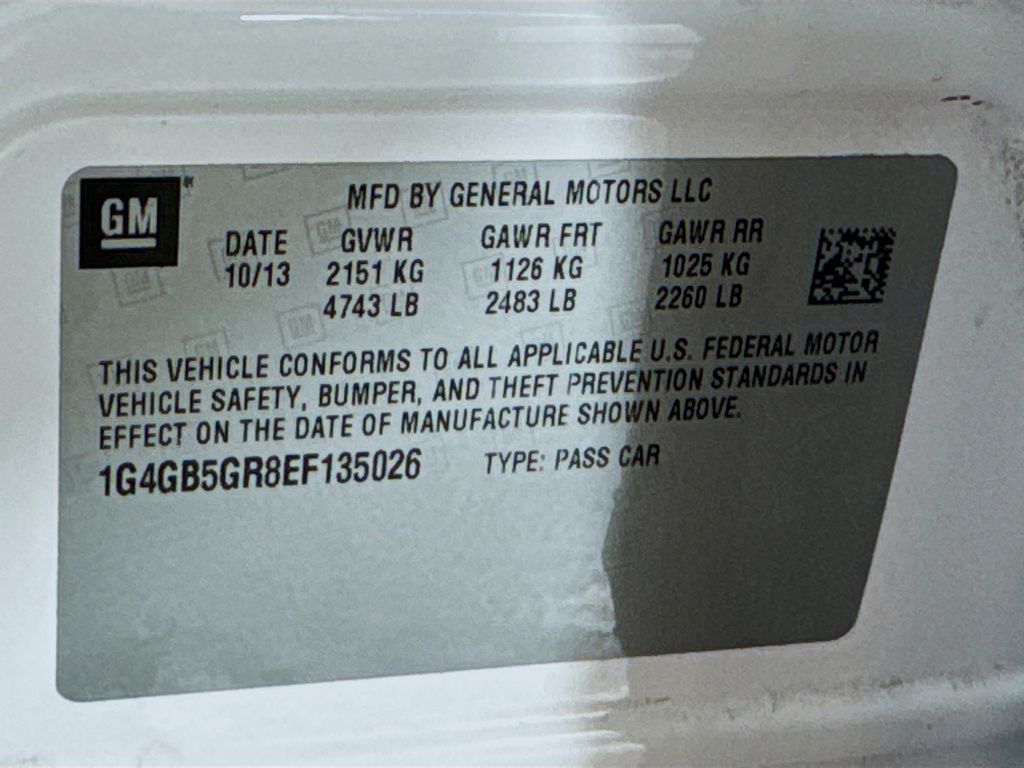 GM
MFD BY GENERAL MOTORS LLC
DATE GVWR GAWR FRT GAWR RR
10/13 2151 KG 1126 KG 1025 KG
4743 LB 2483 LB 2260 LB
THIS VEHICLE CONFORMS TO ALL APPLICABLE U.S. FEDERAL MOTOR
VEHICLE SAFETY, BUMPER, AND THEFT PREVENTION STANDARDS IN
EFFECT ON THE DATE OF MANUFACTURE SHOWN ABOVE.
1G4GB5GR8EF135026 TYPE: PASS CAR